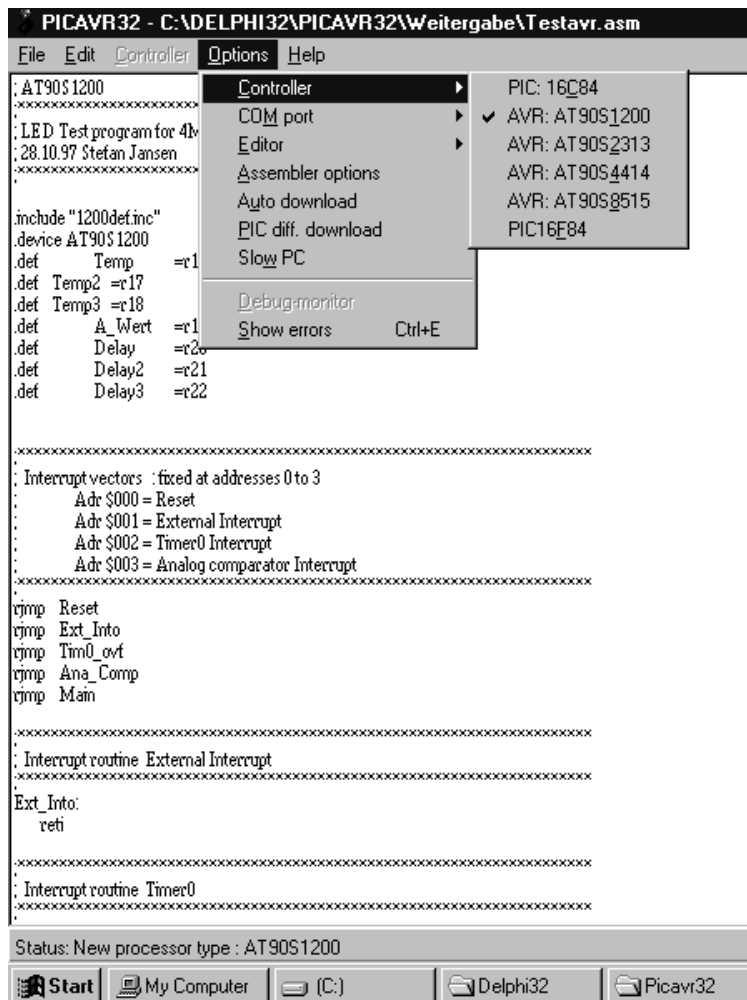 PICAVR32 - C:\DELPHI32\PICAVR32\Weitergabe\Testavr.asm
File Edit Controller Options Help
Controller
COM port
Editor
Assembler options
Auto download
PIC diff. download
Slow PC
Debug-monitor
Show errors Ctrl+E
PIC: 16C84
AVR: AT90S1200
AVR: AT90S2313
AVR: AT90S4414
AVR: AT90S8515
PIC16F84
; AT90S1200
; LED Test program for
; 28.10.97 Stefan Jansen
.include "1200def.inc"
.device AT90S1200
.def Temp
.def Temp2 =r17
.def Temp3 =r18
.def A_Wert
.def Delay =r20
.def Delay2 =r21
.def Delay3 =r22
; Interrupt vectors : fixed at addresses 0 to 3
; Adr $000 = Reset
; Adr $001 = External Interrupt
; Adr $002 = Timer0 Interrupt
; Adr $003 = Analog comparator Interrupt
rjmp Reset
rjmp Ext_Into
rjmp Tim0_ovf
rjmp Ana_Comp
rjmp Main
; Interrupt routine External Interrupt
Ext_Into:
reti
; Interrupt routine Timer0
Status: New processor type : AT90S1200
Start My Computer (C:) Delphi32 Picavr32